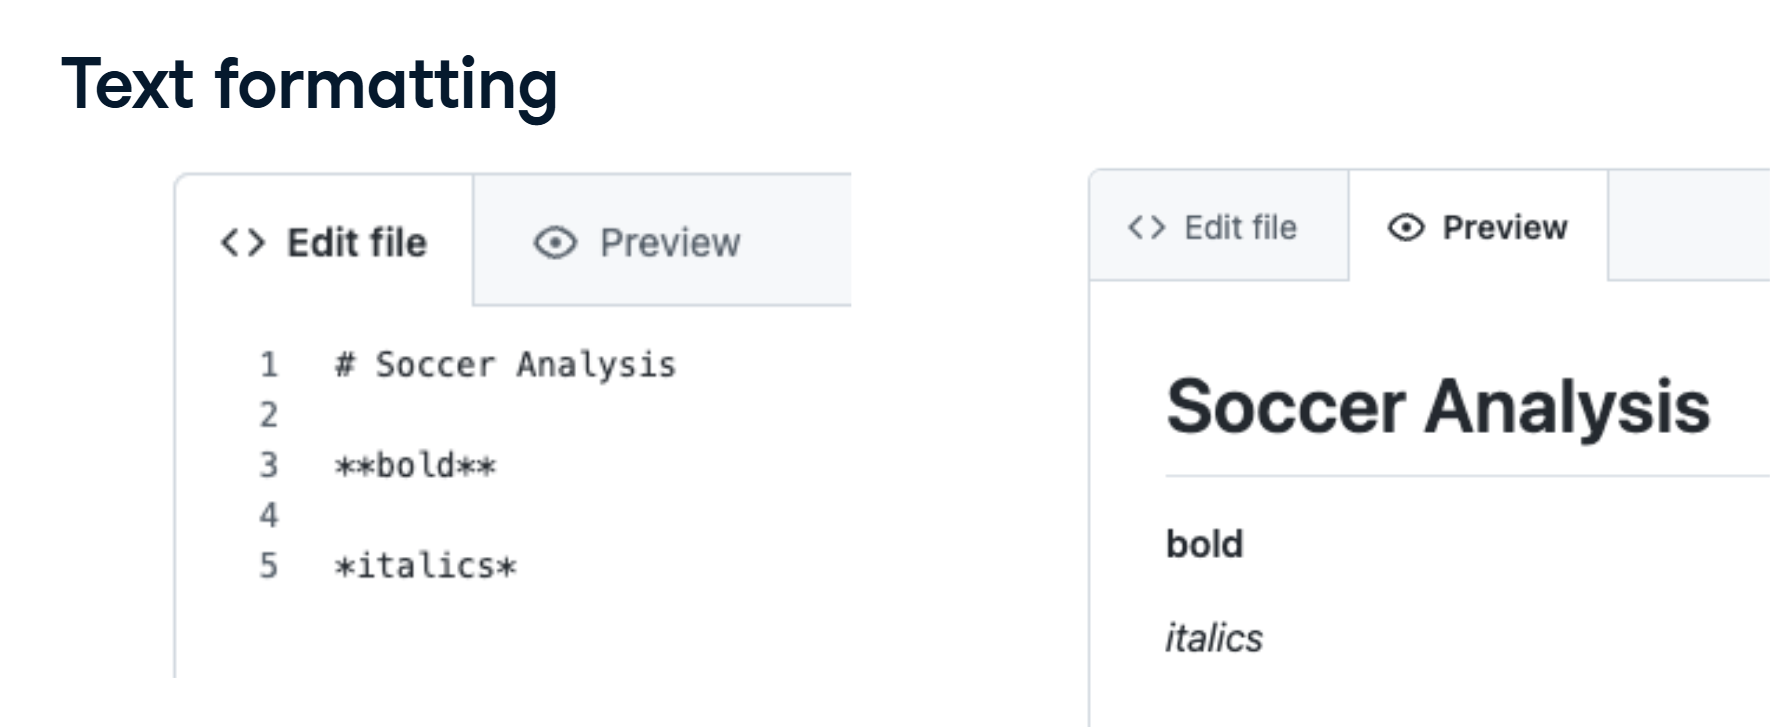 Text formatting
<> Edit file
Preview
1 # Soccer Analysis
2
3 **bold**
4
5 *italics*
<> Edit file
Preview
Soccer Analysis
bold
italics